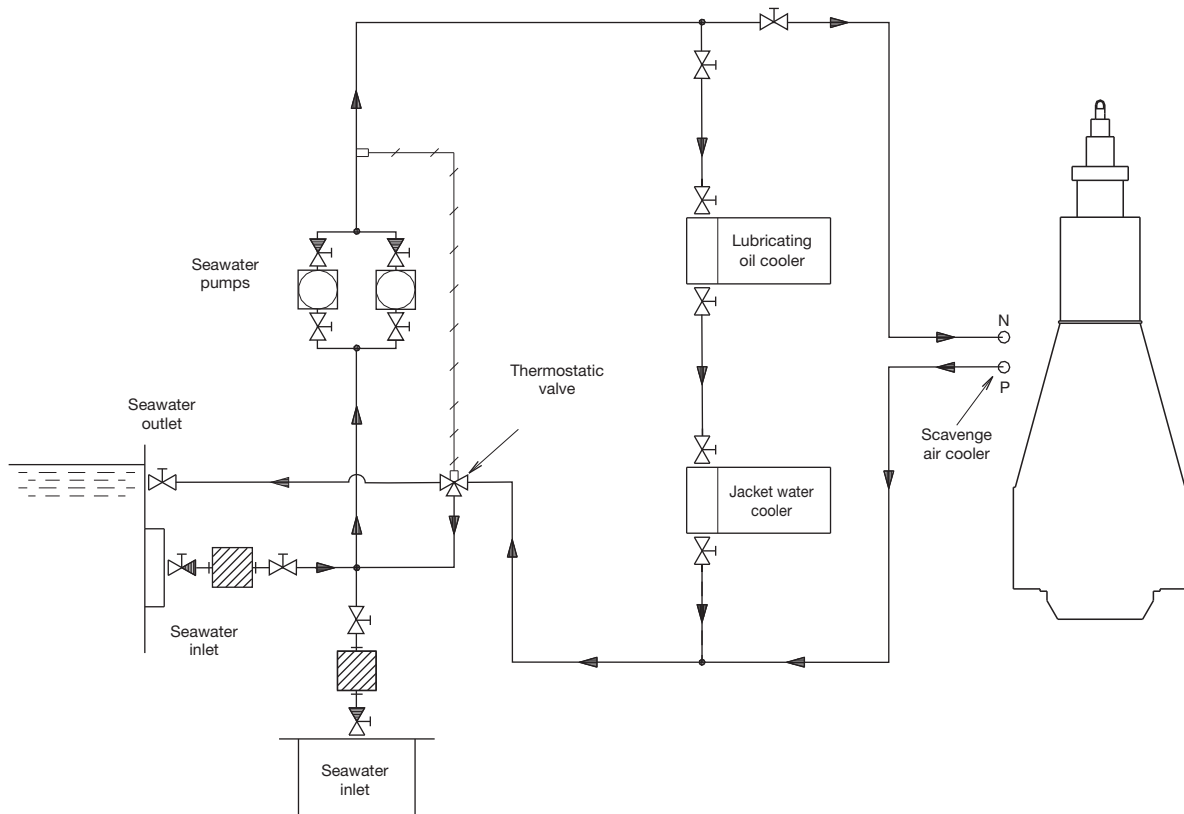 Lubricating
oil cooler
Seawater
pumps
N
P
Thermostatic
valve
Seawater
outlet
Scavenge
air cooler
Jacket water
cooler
Seawater
inlet
Seawater
inlet